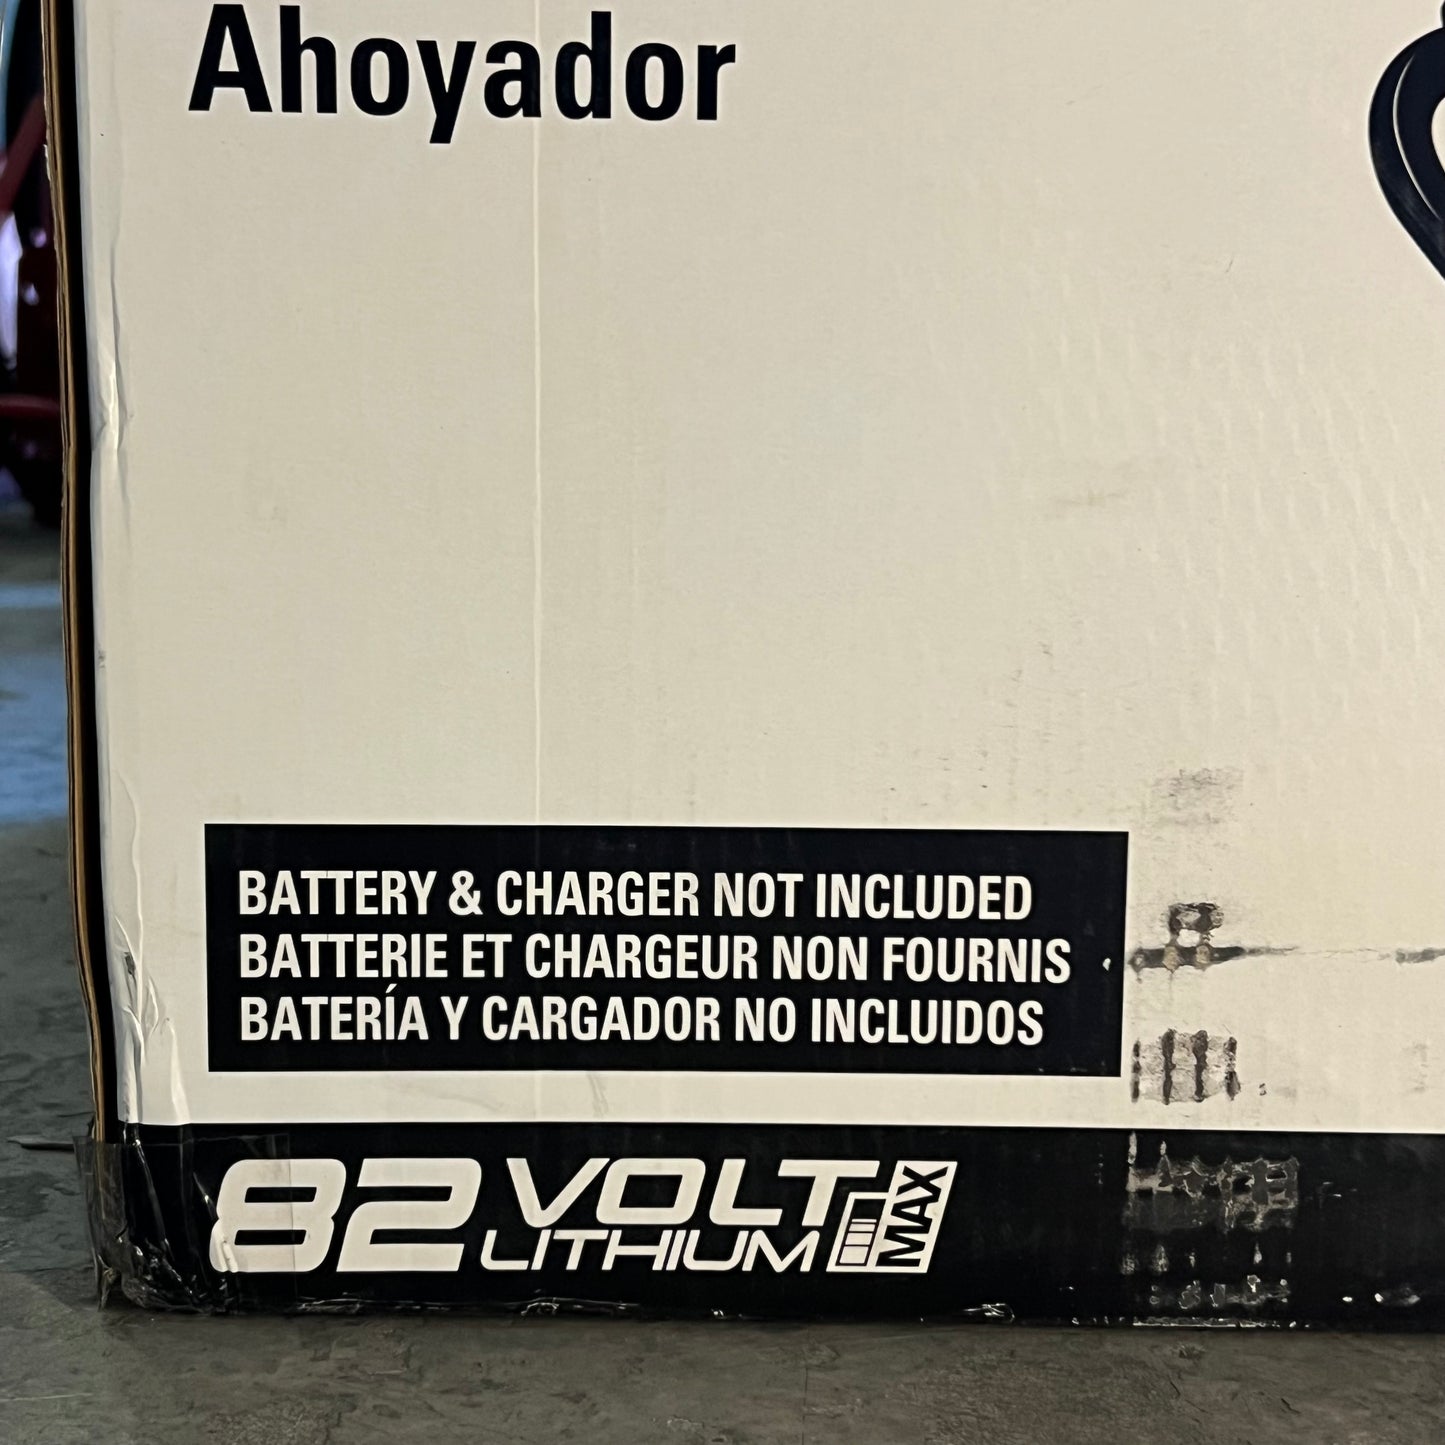 Ahoyador
BATTERY & CHARGER NOT INCLUDED
BATTERIE ET CHARGEUR NON FOURNIS
BATERÍA Y CARGADOR NO INCLUIDOS
82 VOLT
LITHIUM
MAX